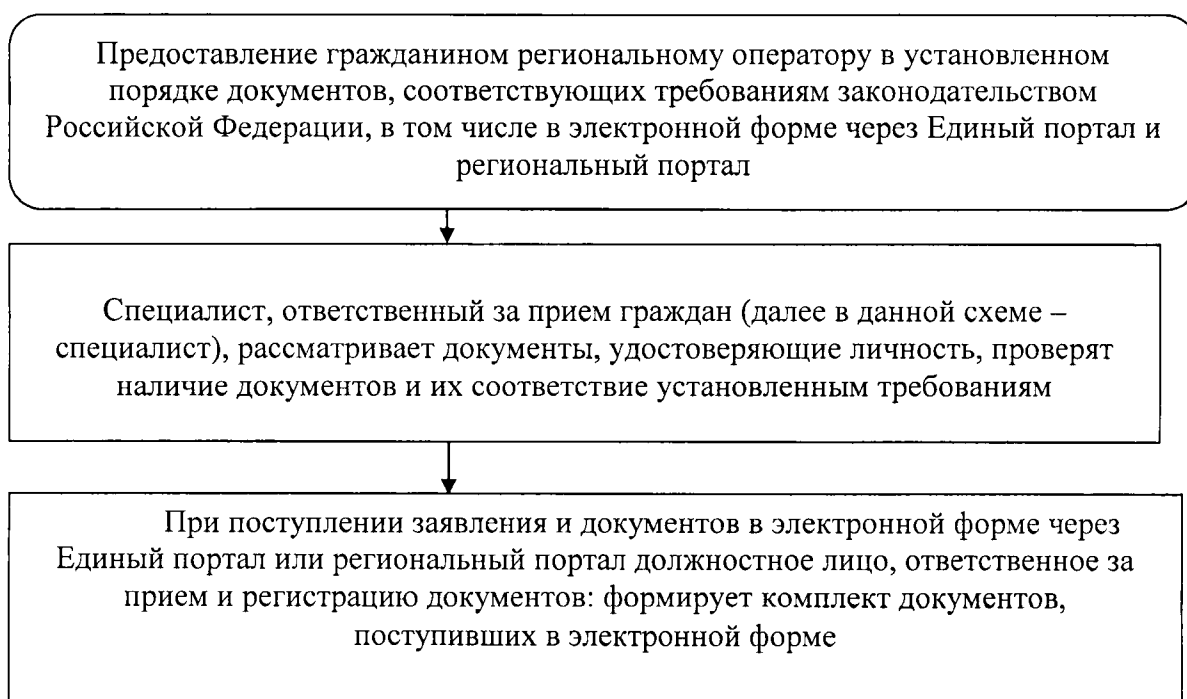 Предоставление гражданином региональному оператору в установленном
порядке документов, соответствующих требованиям законодательством
Российской Федерации, в том числе в электронной форме через Единый портал и
региональный портал
Специалист, ответственный за прием граждан (далее в данной схеме –
специалист), рассматривает документы, удостоверяющие личность, проверят
наличие документов и их соответствие установленным требованиям
При поступлении заявления и документов в электронной форме через
Единый портал или региональный портал должностное лицо, ответственное за
прием и регистрацию документов: формирует комплект документов,
поступивших в электронной форме